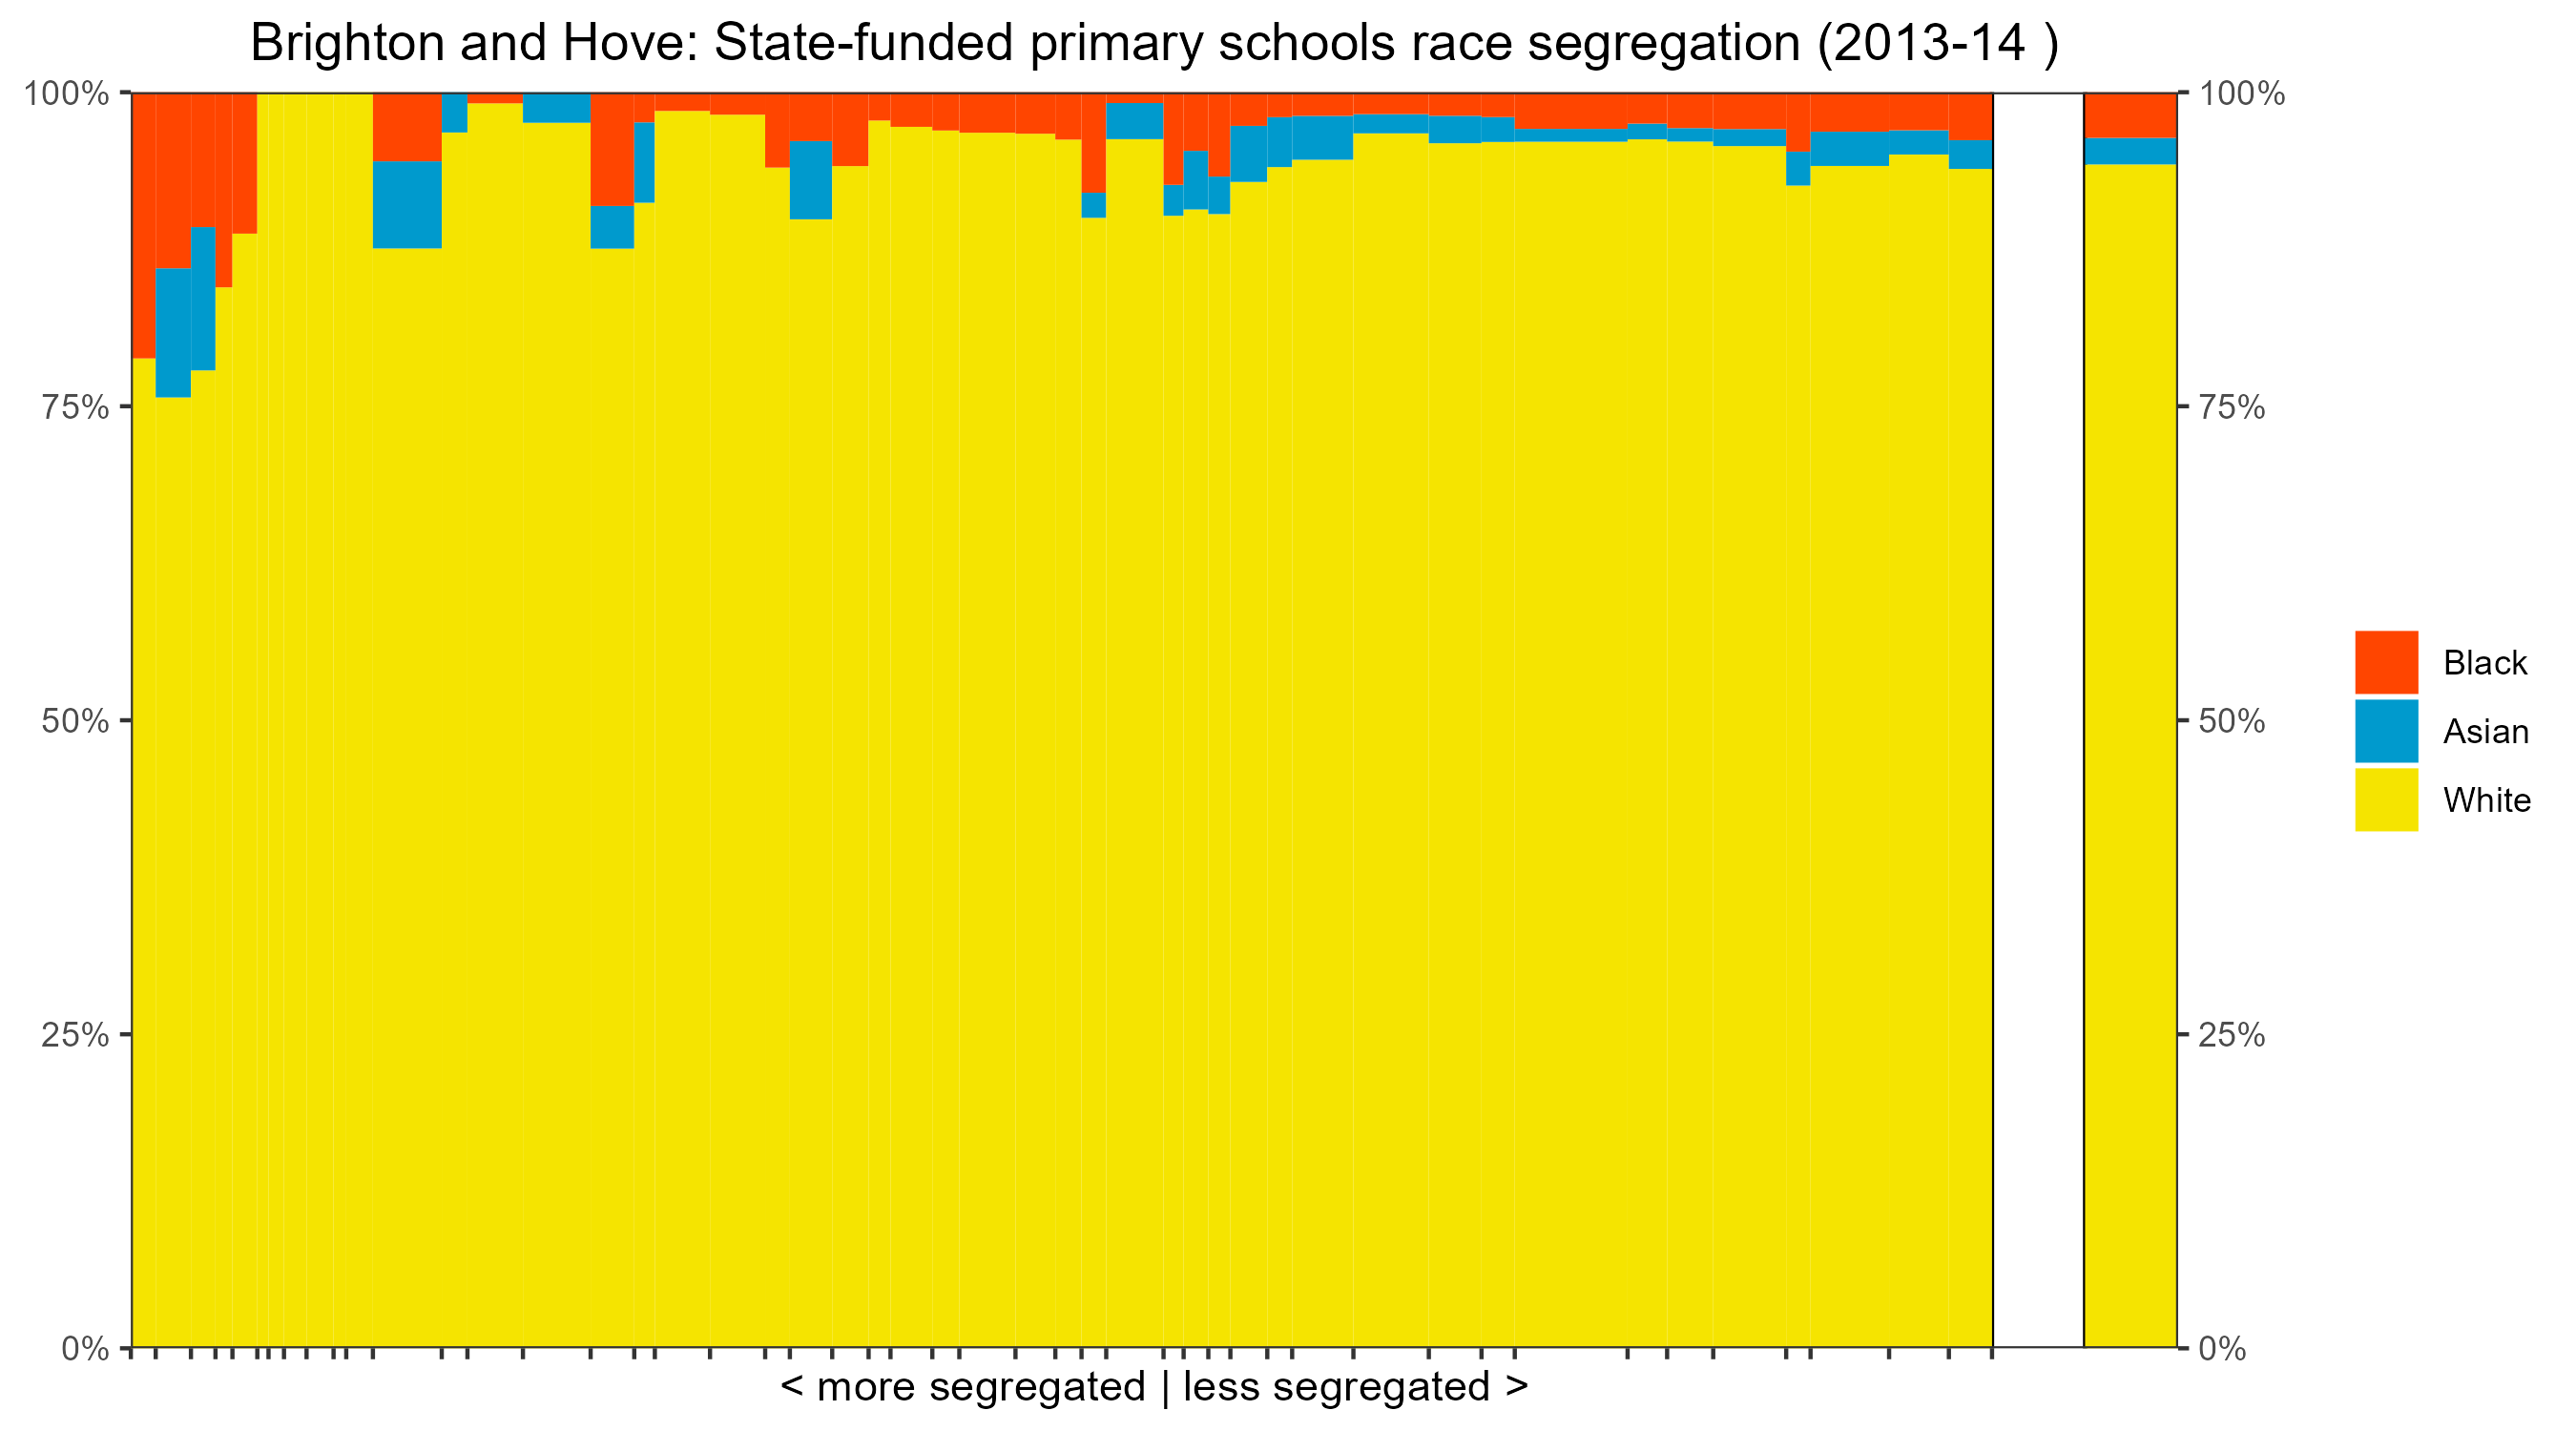 Brighton and Hove: State-funded primary schools race segregation (2013-14 )
100%
75%
50%
25%
0%
100%
75%
50%
25%
0%
Black
Asian
White
< more segregated | less segregated >